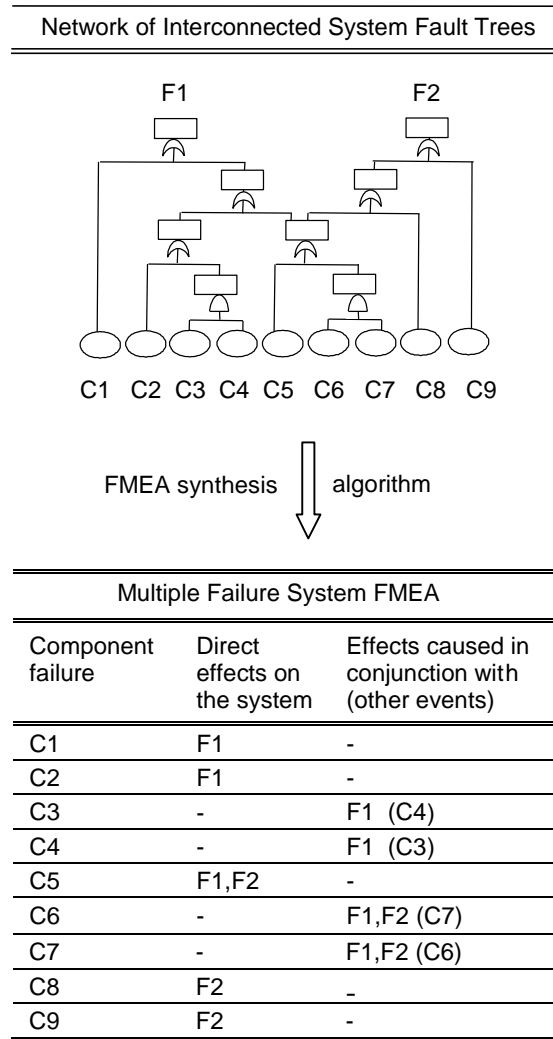 Network of Interconnected System Fault Trees
F1 F2
C1 C2 C3 C4 C5 C6 C7 C8 C9
FMEA synthesis algorithm
Multiple Failure System FMEA
Component Direct Effects caused in
failure effects on conjunction with
the system (other events)
C1 F1 -
C2 F1 -
C3 - F1 (C4)
C4 - F1 (C3)
C5 F1,F2 -
C6 - F1,F2 (C7)
C7 - F1,F2 (C6)
C8 F2 -
C9 F2 -